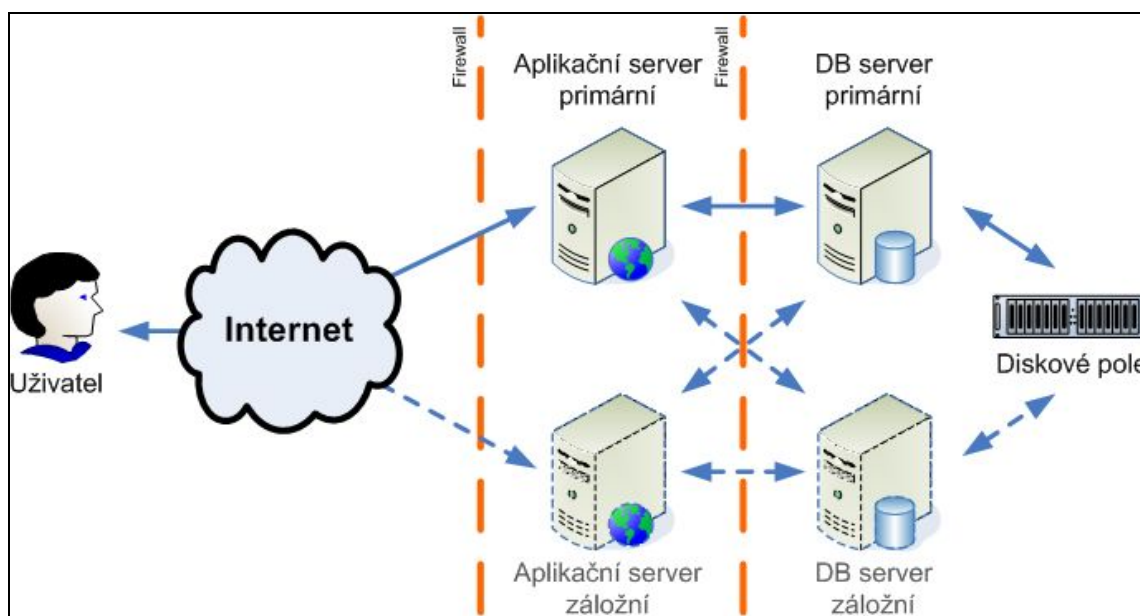 Firewall
Aplikační server
primární
Firewall
DB server
primární
Internet
Uživatel
Diskové pole
Aplikační server
záložní
DB server
záložní